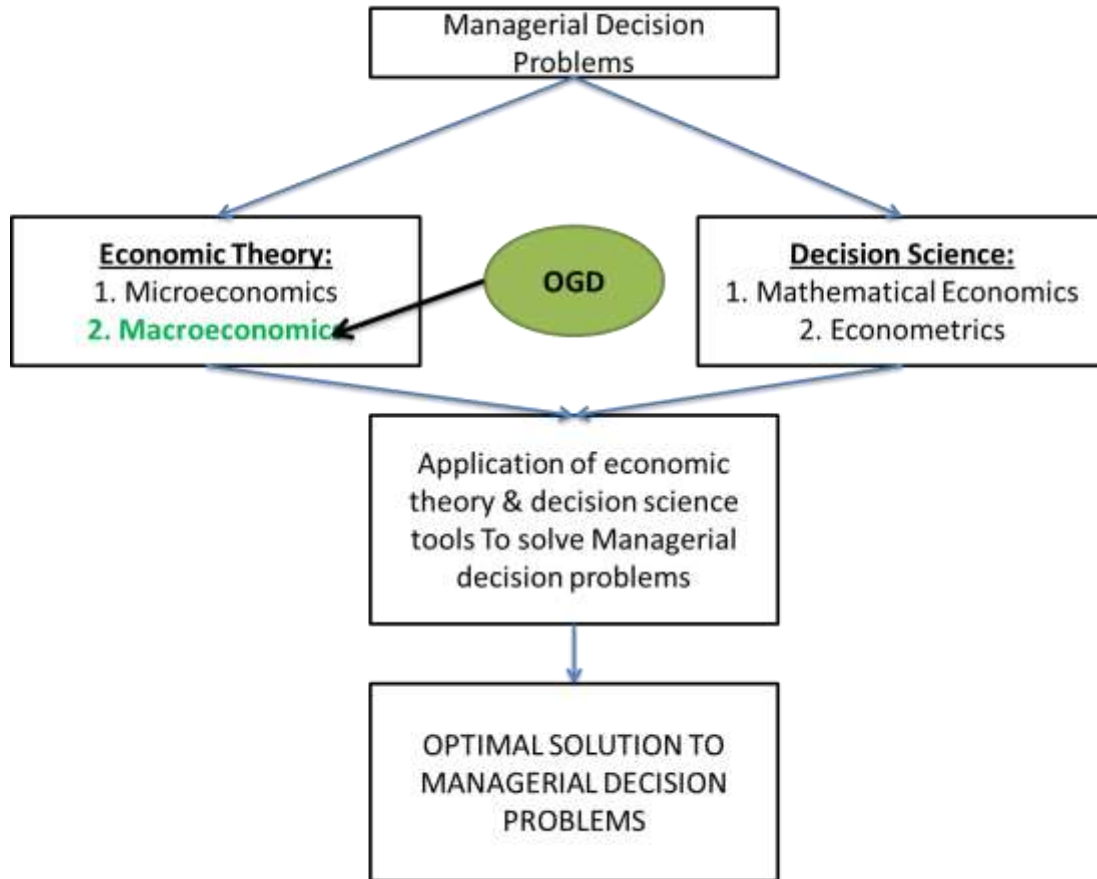 Managerial Decision
Problems
Economic Theory:
1. Microeconomics
2. Macroeconomics
OGD
Decision Science:
1. Mathematical Economics
2. Econometrics
Application of economic
theory & decision science
tools To solve Managerial
decision problems
OPTIMAL SOLUTION TO
MANAGERIAL DECISION
PROBLEMS